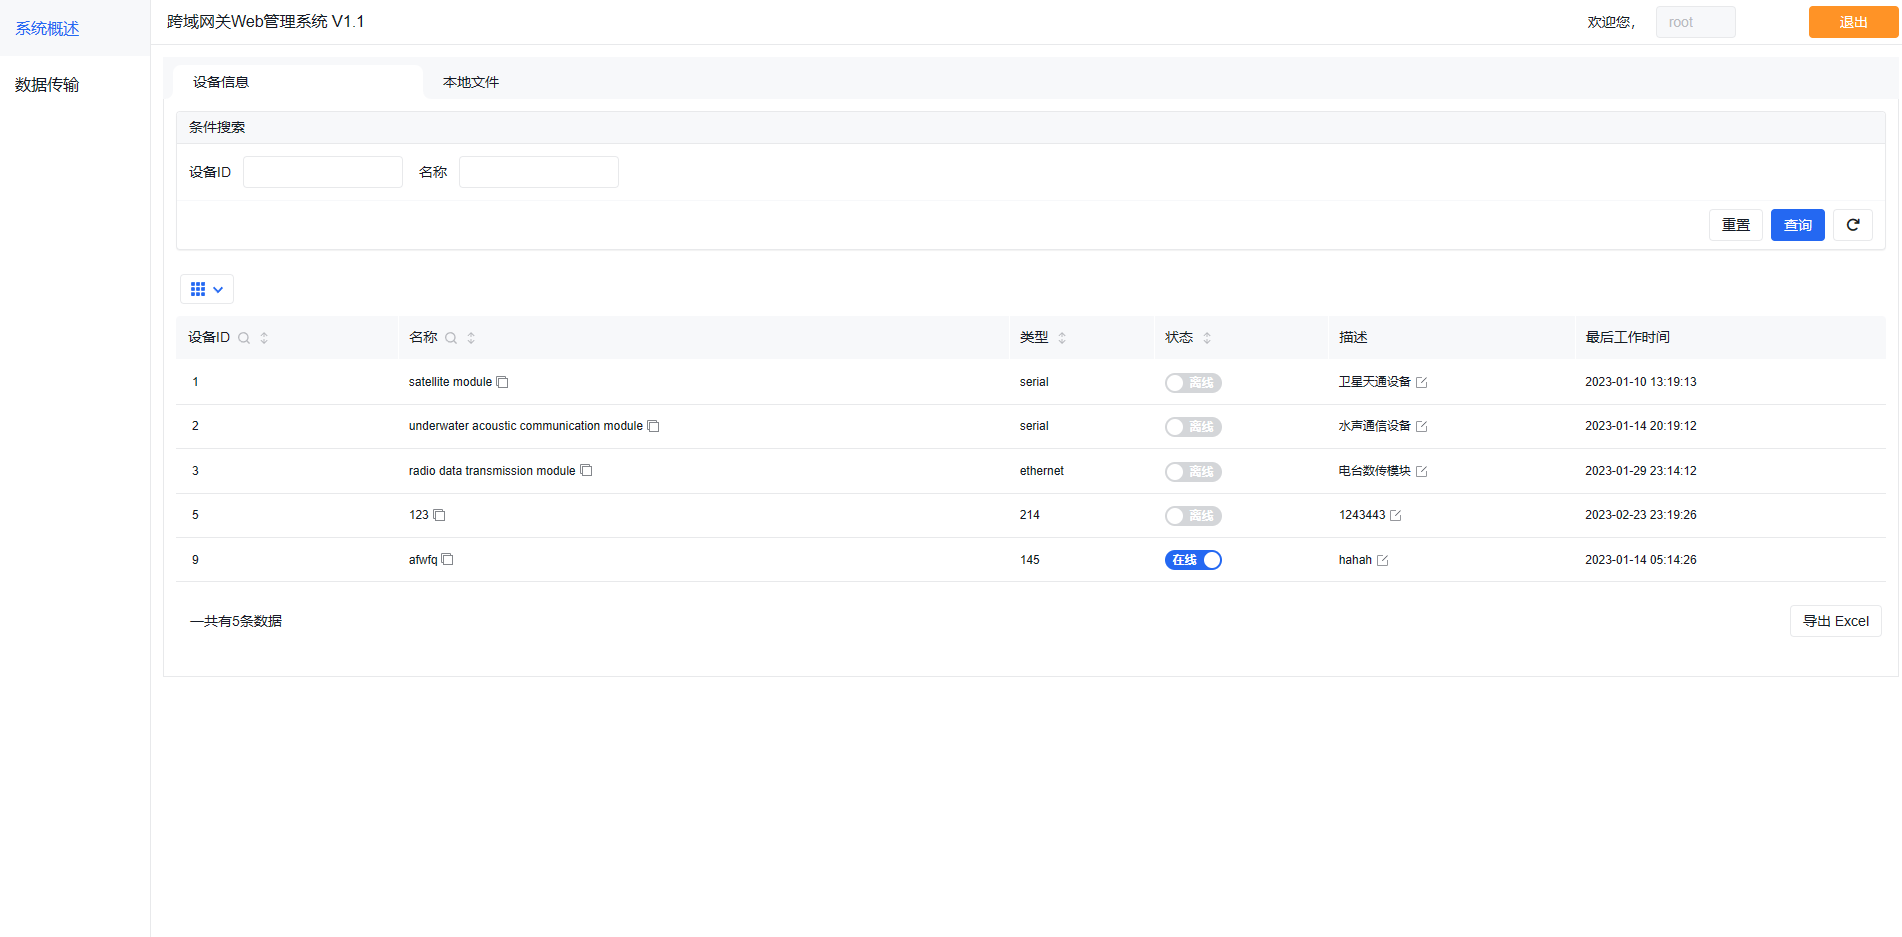 系统概述
跨域网关Web管理系统 V1.1
欢迎您，
root
退出
数据传输
设备信息
本地文件
条件搜索
设备ID
名称
重置
查询
设备ID 名称 类型 状态 描述 最后工作时间
1 satellite module serial 离线 卫星天通设备 2023-01-10 13:19:13
2 underwater acoustic communication module serial 离线 水声通信设备 2023-01-14 20:19:12
3 radio data transmission module ethernet 离线 电台数传模块 2023-01-29 23:14:12
5 123 214 离线 1243443 2023-02-23 23:19:26
9 afwfq 145 在线 hahah 2023-01-14 05:14:26
一共有5条数据
导出 Excel